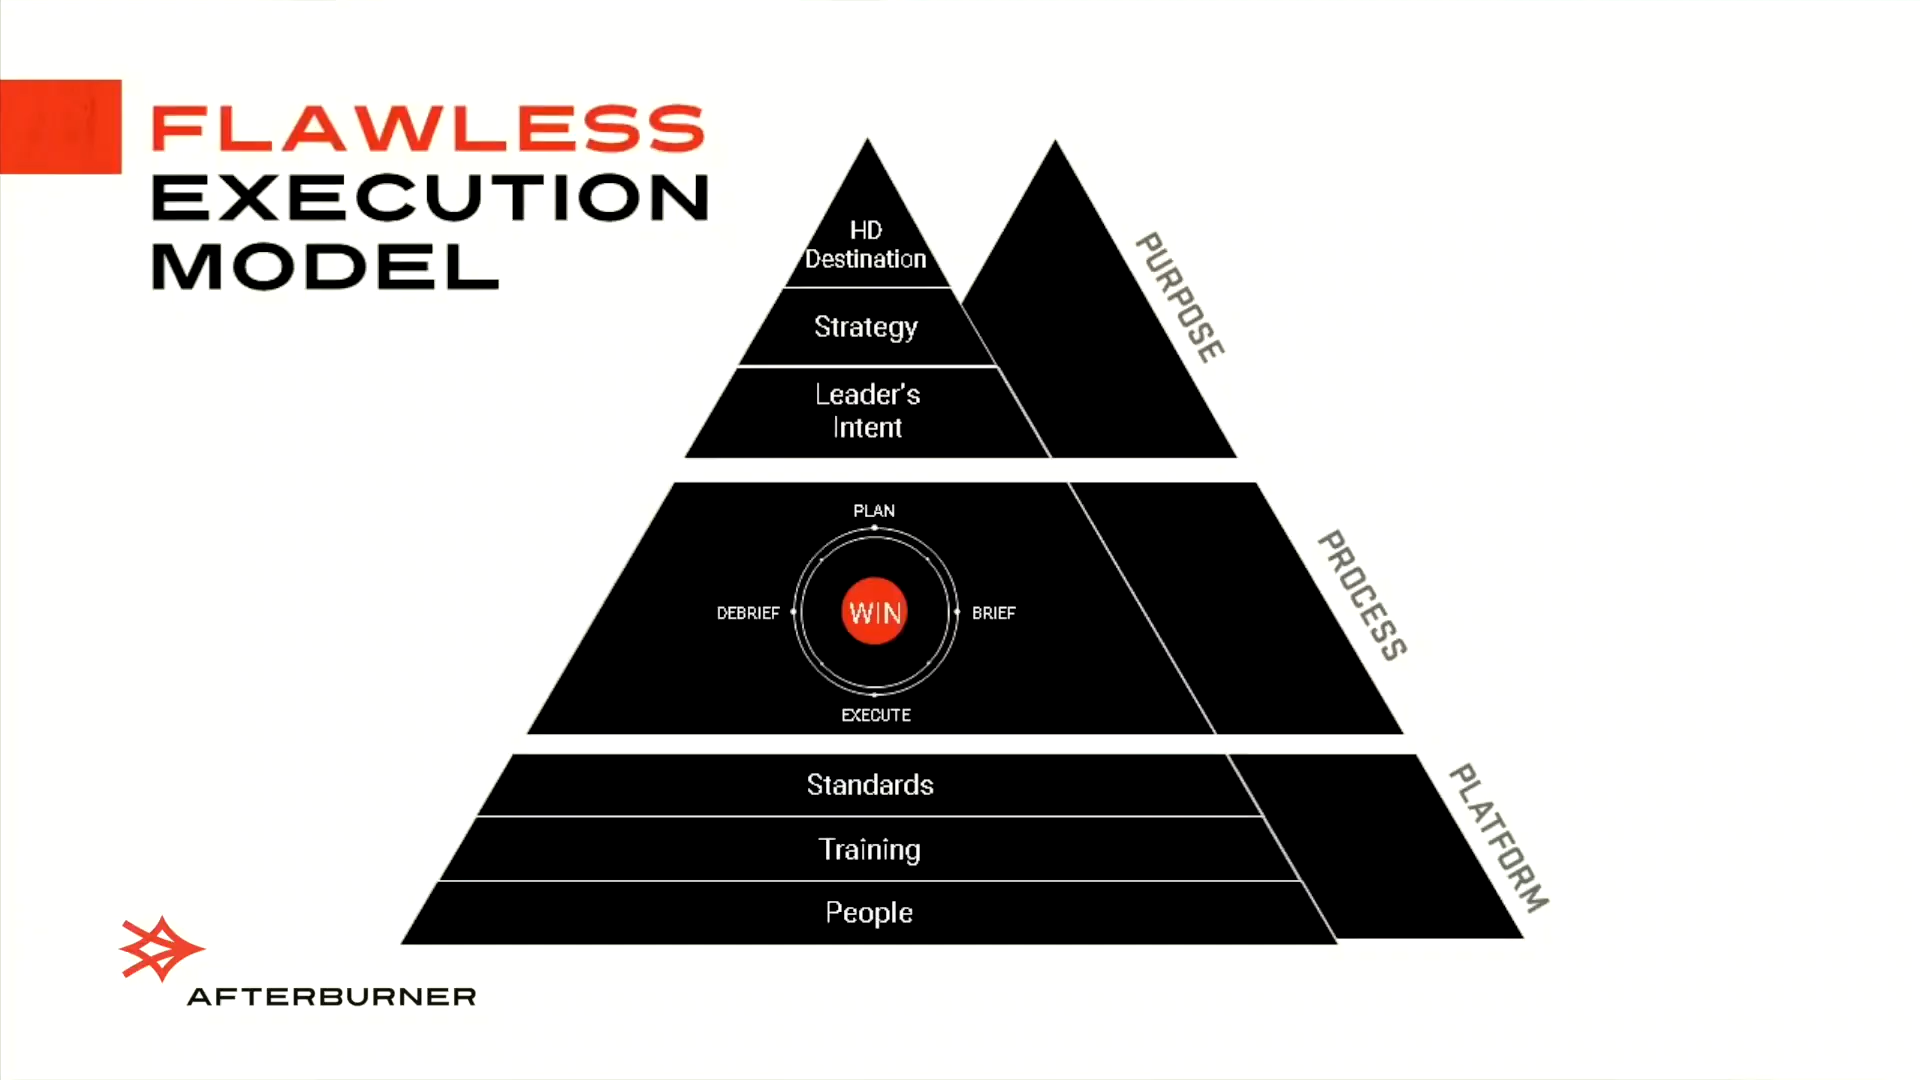 FLAWLESS
EXECUTION
MODEL
HD
Destination
Strategy
Leader's
Intent
PURPOSE
PLAN
DEBRIEF
WIN
BRIEF
EXECUTE
PROCESS
Standards
Training
People
PLATFORM
AFTERBURNER